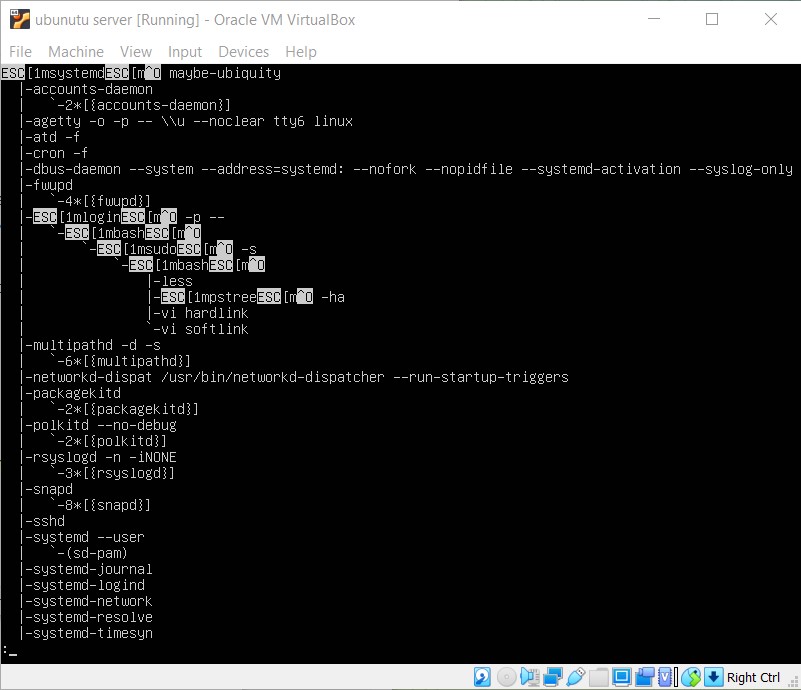 ubunutu server [Running] - Oracle VM VirtualBox
File Machine View Input Devices Help
ESC[1msystemdESC[m^O maybe-ubiquity
  |-accounts-daemon
  |   `-2*[{accounts-daemon}]
  |-agetty -o -p -- \\u --noclear tty6 linux
  |-atd -f
  |-cron -f
  |-dbus-daemon --system --address=systemd: --nofork --nopidfile --systemd-activation --syslog-only
  |-fwupd
  |   `-4*[{fwupd}]
  |-ESC[1mloginESC[m^O -p --
  |   `-ESC[1mbashESC[m^O
  |       `-ESC[1msudoESC[m^O -s
  |           `-ESC[1mbashESC[m^O
  |               |-less
  |               |-ESC[1mpstreeESC[m^O -ha
  |               |-vi hardlink
  |               `-vi softlink
  |-multipathd -d -s
  |   `-6*[{multipathd}]
  |-networkd-dispat /usr/bin/networkd-dispatcher --run-startup-triggers
  |-packagekitd
  |   `-2*[{packagekitd}]
  |-polkitd --no-debug
  |   `-2*[{polkitd}]
  |-rsyslogd -n -iNONE
  |   `-3*[{rsyslogd}]
  |-snapd
  |   `-8*[{snapd}]
  |-sshd
  |-systemd --user
  |   `-(sd-pam)
  |-systemd-journal
  |-systemd-logind
  |-systemd-network
  |-systemd-resolve
  |-systemd-timesyn
:_
Right Ctrl